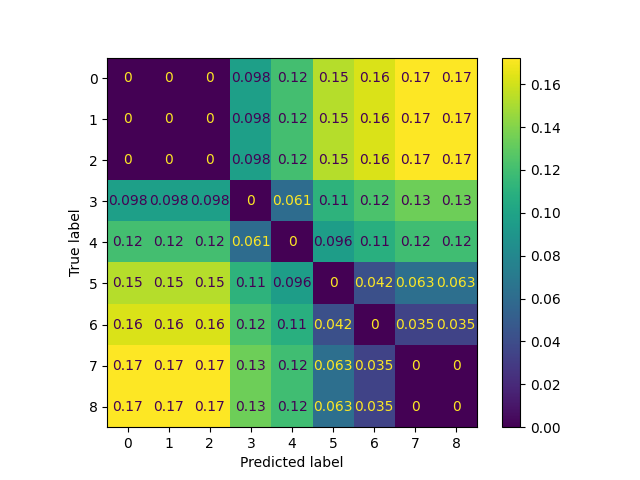 0 0 0 0 0.098 0.12 0.15 0.16 0.17 0.17
1 0 0 0 0.098 0.12 0.15 0.16 0.17 0.17
2 0 0 0 0.098 0.12 0.15 0.16 0.17 0.17
3 0.098 0.098 0.098 0 0.061 0.11 0.12 0.13 0.13
4 0.12 0.12 0.12 0.061 0 0.096 0.11 0.12 0.12
5 0.15 0.15 0.15 0.11 0.096 0 0.042 0.063 0.063
6 0.16 0.16 0.16 0.12 0.11 0.042 0 0.035 0.035
7 0.17 0.17 0.17 0.13 0.12 0.063 0.035 0 0
8 0.17 0.17 0.17 0.13 0.12 0.063 0.035 0 0
0 1 2 3 4 5 6 7 8
Predicted label
True label
0.16
0.14
0.12
0.10
0.08
0.06
0.04
0.02
0.00